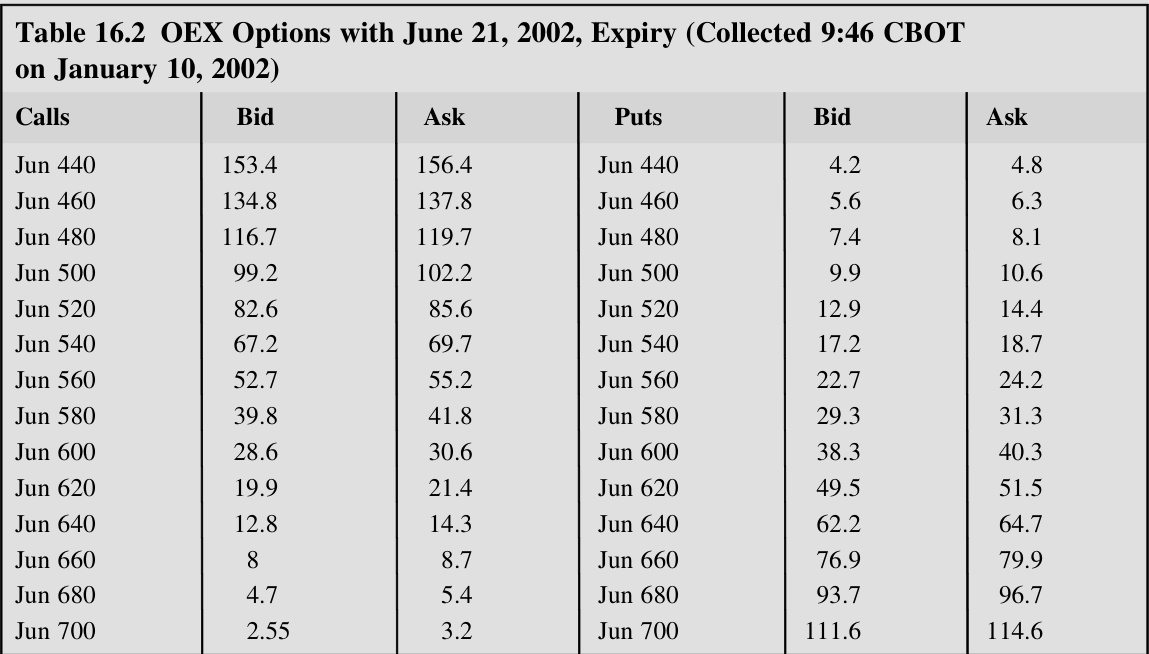 Table 16.2 OEX Options with June 21, 2002, Expiry (Collected 9:46 CBOT
on January 10, 2002)
Calls Bid Ask Puts Bid Ask
Jun 440 153.4 156.4 Jun 440 4.2 4.8
Jun 460 134.8 137.8 Jun 460 5.6 6.3
Jun 480 116.7 119.7 Jun 480 7.4 8.1
Jun 500 99.2 102.2 Jun 500 9.9 10.6
Jun 520 82.6 85.6 Jun 520 12.9 14.4
Jun 540 67.2 69.7 Jun 540 17.2 18.7
Jun 560 52.7 55.2 Jun 560 22.7 24.2
Jun 580 39.8 41.8 Jun 580 29.3 31.3
Jun 600 28.6 30.6 Jun 600 38.3 40.3
Jun 620 19.9 21.4 Jun 620 49.5 51.5
Jun 640 12.8 14.3 Jun 640 62.2 64.7
Jun 660 8 8.7 Jun 660 76.9 79.9
Jun 680 4.7 5.4 Jun 680 93.7 96.7
Jun 700 2.55 3.2 Jun 700 111.6 114.6